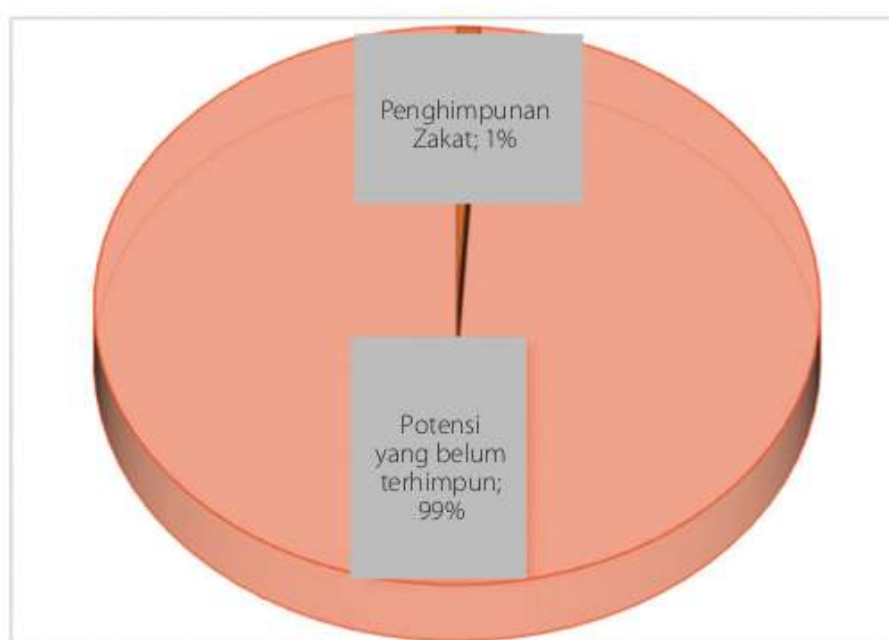 Penghimpunan
Zakat; 1%
Potensi
yang belum
terhimpun;
99%